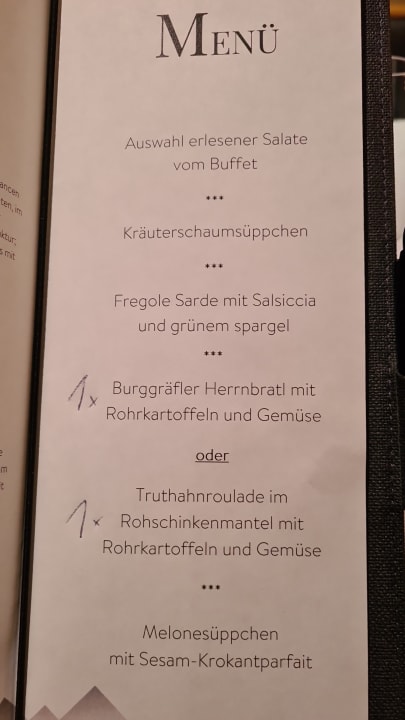 MENÜ
Auswahl erlesener Salate
vom Buffet
***
Kräuterschaumsüppchen
***
Fregole Sarde mit Salsiccia
und grünem spargel
***
1x Burggräfler Herrnbratl mit
Rohrkartoffeln und Gemüse
oder
Truthahnroulade im
1x Rohschinkenmantel mit
Rohrkartoffeln und Gemüse
***
Melonesüppchen
mit Sesam-Krokantparfait